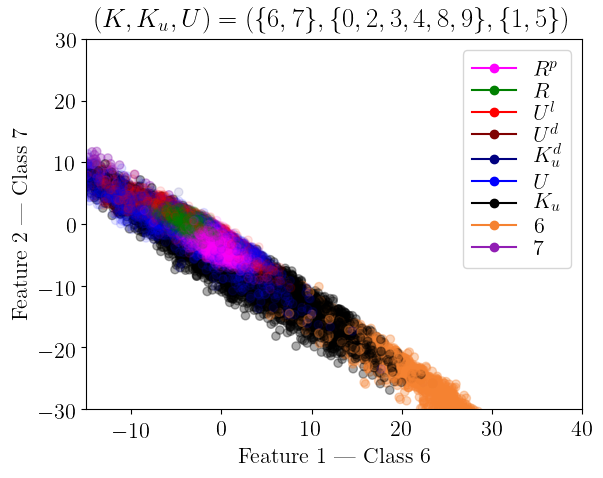 (K, K_u, U) = ({6, 7}, {0, 2, 3, 4, 8, 9}, {1, 5})
30
20
10
0
−10
−20
−30
−10
0
10
20
30
40
Feature 2 — Class 7
Feature 1 — Class 6
R^p
R
U^l
U^d
K_u^d
U
K_u
6
7